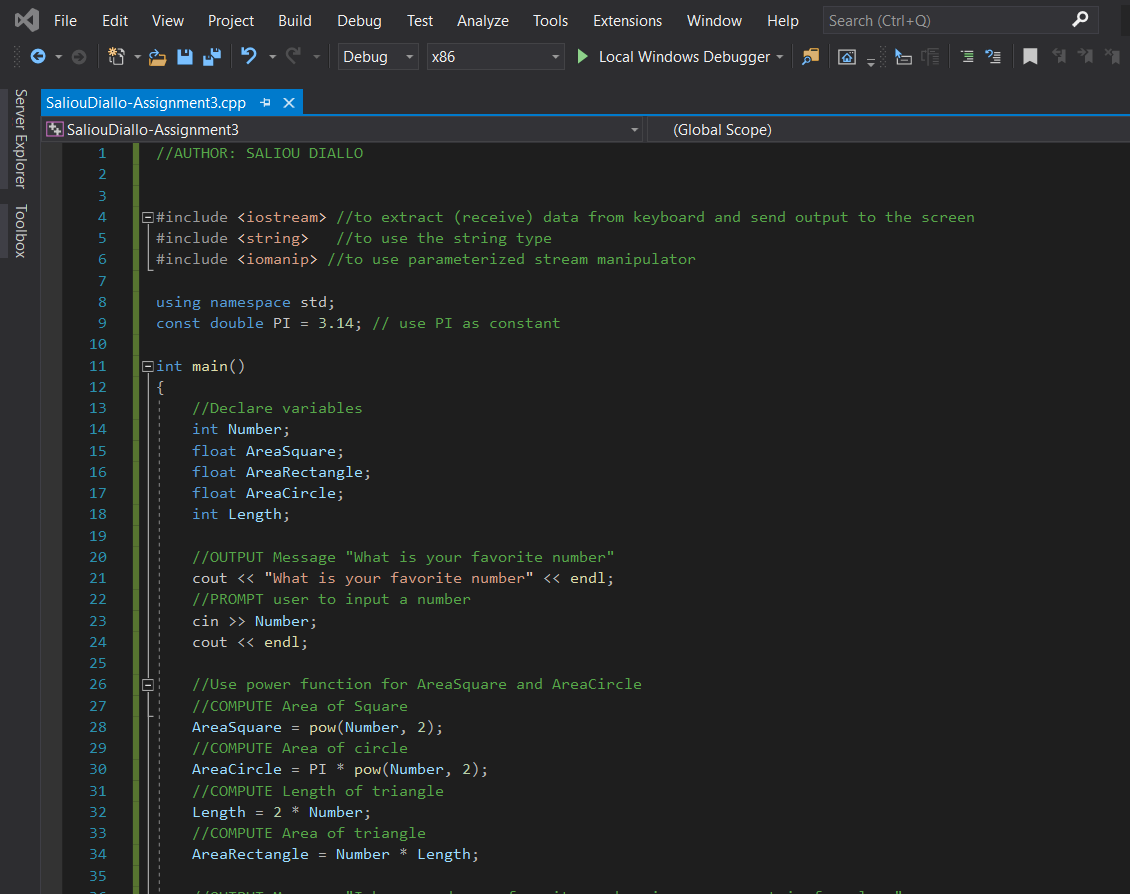 File Edit View Project Build Debug Test Analyze Tools Extensions Window Help Search (Ctrl+Q)
Debug x86 Local Windows Debugger
Server Explorer
Toolbox
SaliouDiallo-Assignment3.cpp
SaliouDiallo-Assignment3 (Global Scope)
1 //AUTHOR: SALIOU DIALLO
2
3
4 #include <iostream> //to extract (receive) data from keyboard and send output to the screen
5 #include <string>   //to use the string type
6 #include <iomanip> //to use parameterized stream manipulator
7
8 using namespace std;
9 const double PI = 3.14; // use PI as constant
10
11 int main()
12 {
13     //Declare variables
14     int Number;
15     float AreaSquare;
16     float AreaRectangle;
17     float AreaCircle;
18     int Length;
19
20     //OUTPUT Message "What is your favorite number"
21     cout << "What is your favorite number" << endl;
22     //PROMPT user to input a number
23     cin >> Number;
24     cout << endl;
25
26     //Use power function for AreaSquare and AreaCircle
27     //COMPUTE Area of Square
28     AreaSquare = pow(Number, 2);
29     //COMPUTE Area of circle
30     AreaCircle = PI * pow(Number, 2);
31     //COMPUTE Length of triangle
32     Length = 2 * Number;
33     //COMPUTE Area of triangle
34     AreaRectangle = Number * Length;
35